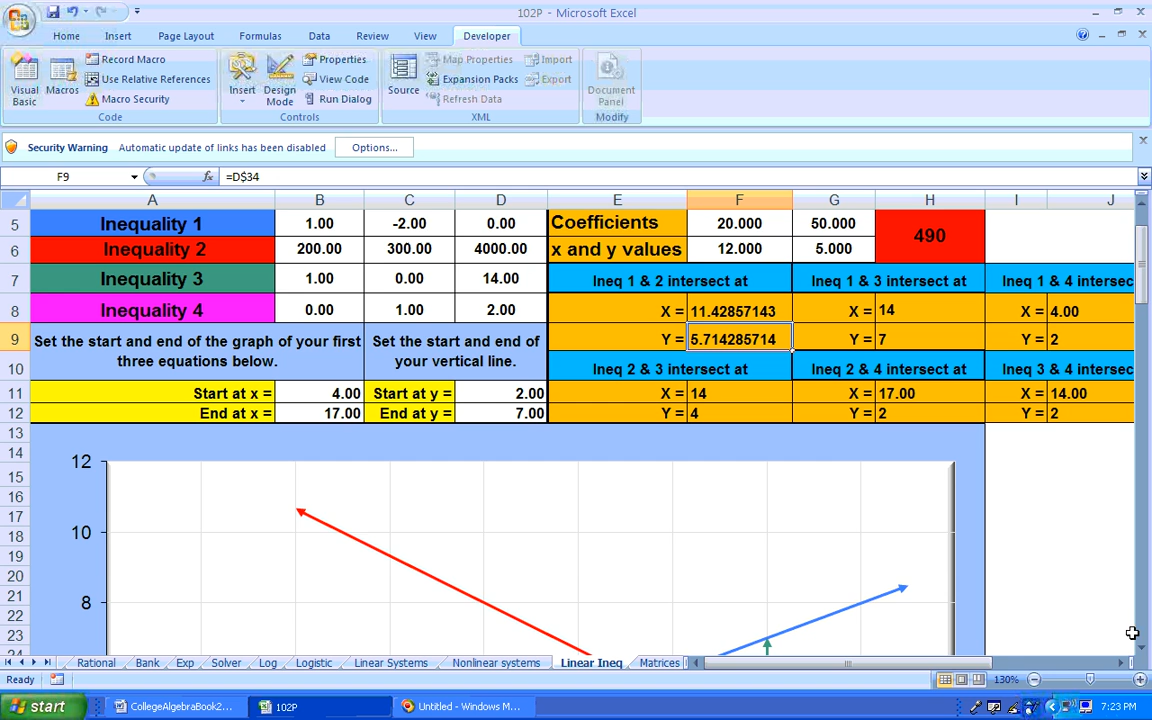 102P - Microsoft Excel
Home Insert Page Layout Formulas Data Review View Developer
Visual Basic
Macros
Record Macro
Use Relative References
Macro Security
Code
Insert
Design Mode
Properties
View Code
Run Dialog
Controls
Source
Map Properties
Expansion Packs
Refresh Data
Import
Export
XML
Document Panel
Modify
Security Warning Automatic update of links has been disabled Options...
F9 fx =D$34
A B C D E F G H I J
5 Inequality 1 1.00 -2.00 0.00 Coefficients 20.000 50.000 490
6 Inequality 2 200.00 300.00 4000.00 x and y values 12.000 5.000
7 Inequality 3 1.00 0.00 14.00 Ineq 1 & 2 intersect at Ineq 1 & 3 intersect at Ineq 1 & 4 intersec
8 Inequality 4 0.00 1.00 2.00 X = 11.42857143 X = 14 X = 4.00
9 Set the start and end of the graph of your first Set the start and end of Y = 5.714285714 Y = 7 Y = 2
10 three equations below. your vertical line. Ineq 2 & 3 intersect at Ineq 2 & 4 intersect at Ineq 3 & 4 intersec
11 Start at x = 4.00 Start at y = 2.00 X = 14 X = 17.00 X = 14.00
12 End at x = 17.00 End at y = 7.00 Y = 4 Y = 2 Y = 2
13
14 12
15
16
17
18 10
19
20
21
22 8
23
24
Rational Bank Exp Solver Log Logistic Linear Systems Nonlinear systems Linear Ineq Matrices
Ready 130%
start CollegeAlgebraBook2... 102P Untitled - Windows M... 7:23 PM